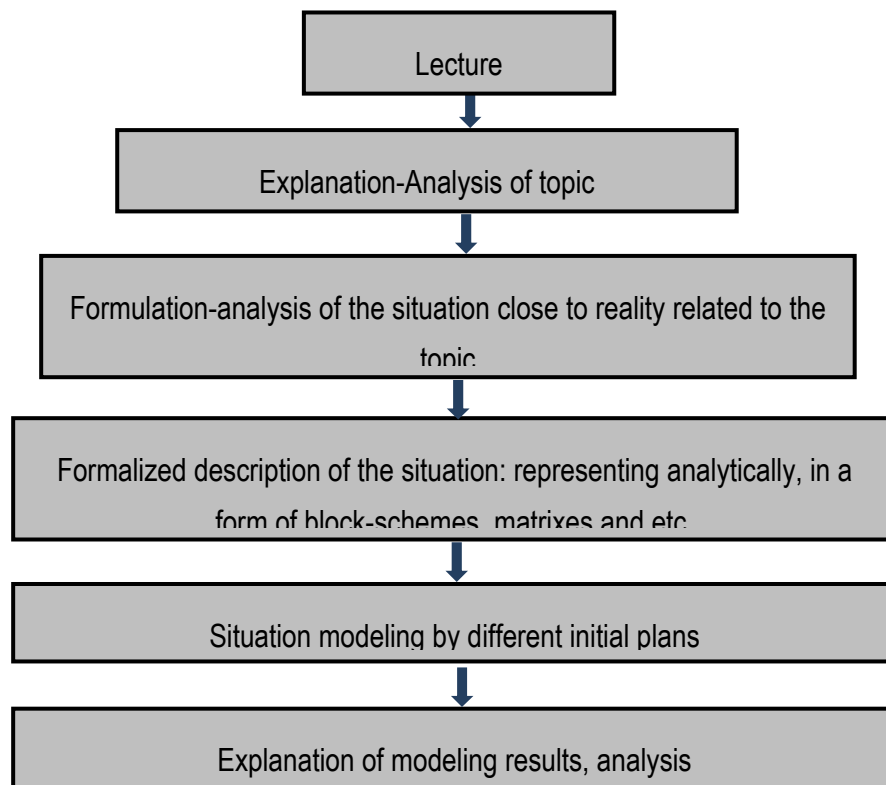 Lecture
Explanation-Analysis of topic
Formulation-analysis of the situation close to reality related to the
topic
Formalized description of the situation: representing analytically, in a
form of block-schemes, matrixes and etc
Situation modeling by different initial plans
Explanation of modeling results, analysis